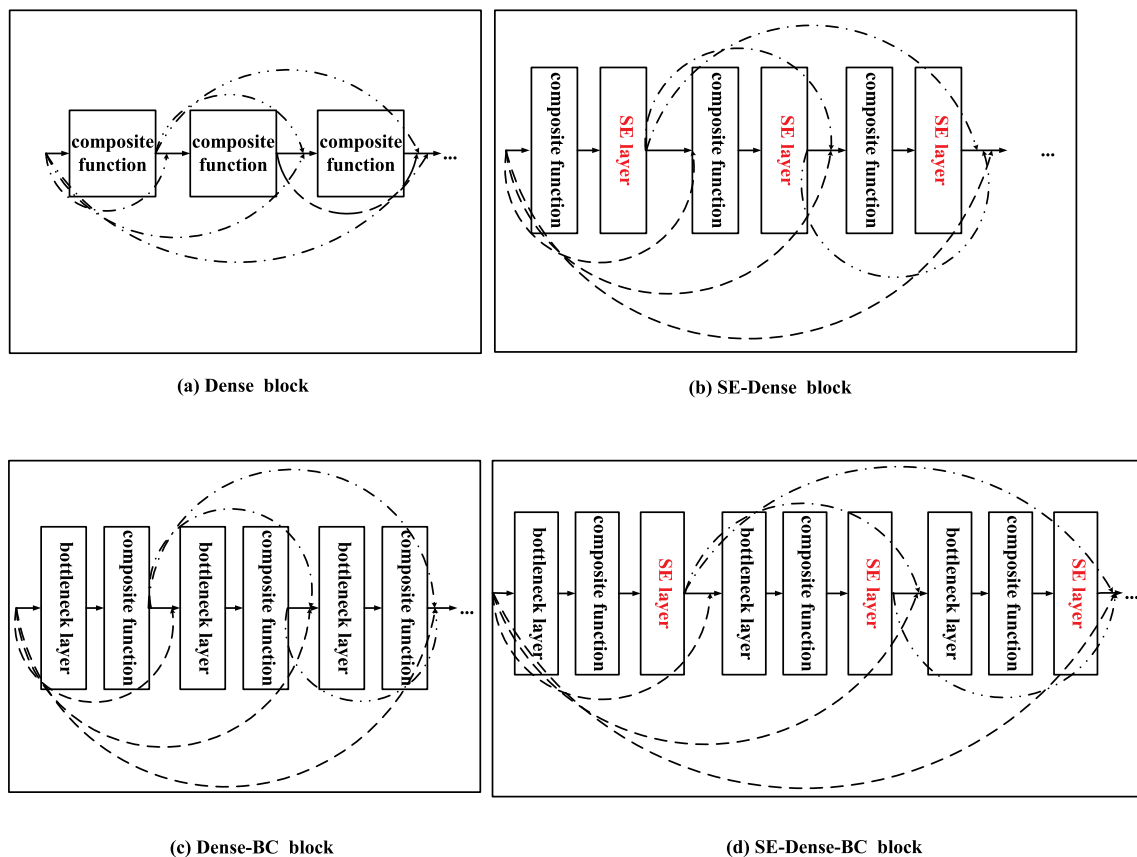 composite
function
composite
function
composite
function
...
(a) Dense block
composite function
SE layer
composite function
SE layer
composite function
SE layer
...
(b) SE-Dense block
bottleneck layer
composite function
bottleneck layer
composite function
bottleneck layer
composite function
...
(c) Dense-BC block
bottleneck layer
composite function
SE layer
bottleneck layer
composite function
SE layer
bottleneck layer
composite function
SE layer
...
(d) SE-Dense-BC block